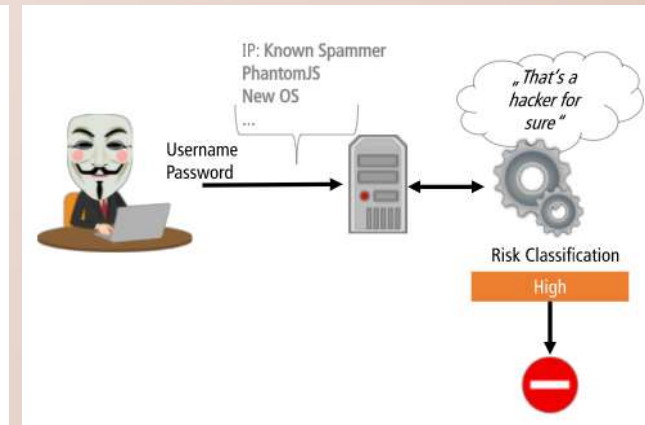 IP: Known Spammer
PhantomJS
New OS
...
Username
Password
„That's a
hacker for
sure“
Risk Classification
High